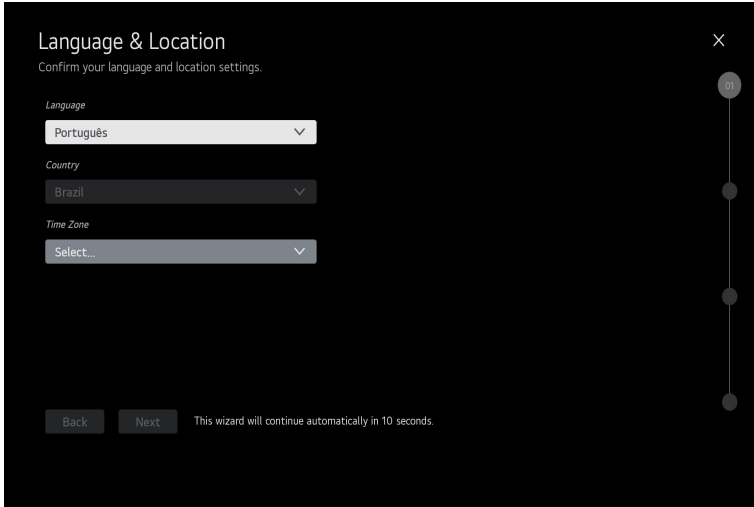 Language & Location
Confirm your language and location settings.
01
Language
Português
Country
Brazil
Time Zone
Select...
Back
Next
This wizard will continue automatically in 10 seconds.